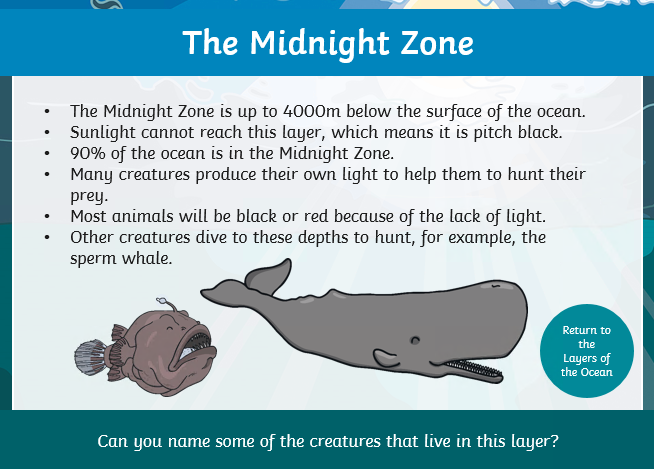 The Midnight Zone
• The Midnight Zone is up to 4000m below the surface of the ocean.
• Sunlight cannot reach this layer, which means it is pitch black.
• 90% of the ocean is in the Midnight Zone.
• Many creatures produce their own light to help them to hunt their
prey.
• Most animals will be black or red because of the lack of light.
• Other creatures dive to these depths to hunt, for example, the
sperm whale.
Return to
the
Layers of
the Ocean
Can you name some of the creatures that live in this layer?